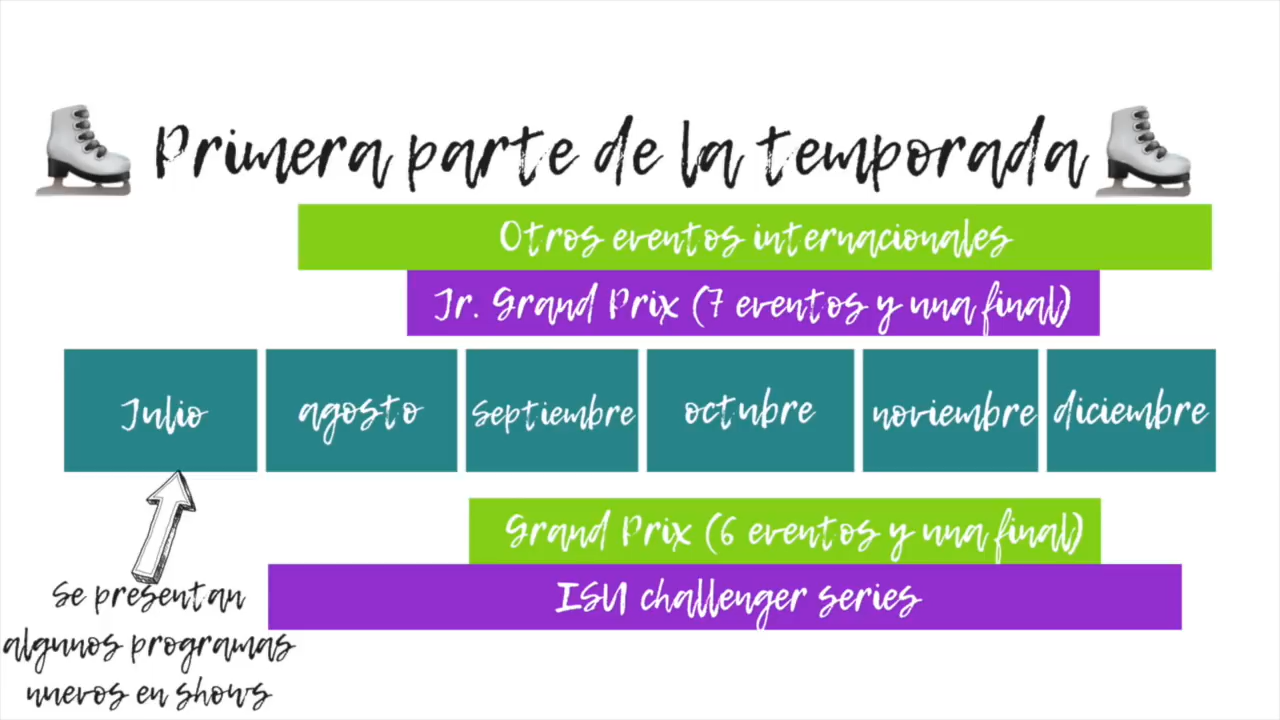 Primera parte de la temporada
Otros eventos internacionales
Jr. Grand Prix (7 eventos y una final)
Julio
agosto
septiembre
octubre
noviembre
diciembre
Grand Prix (6 eventos y una final)
ISU challenger series
Se presentan
algunos programas
nuevos en shows